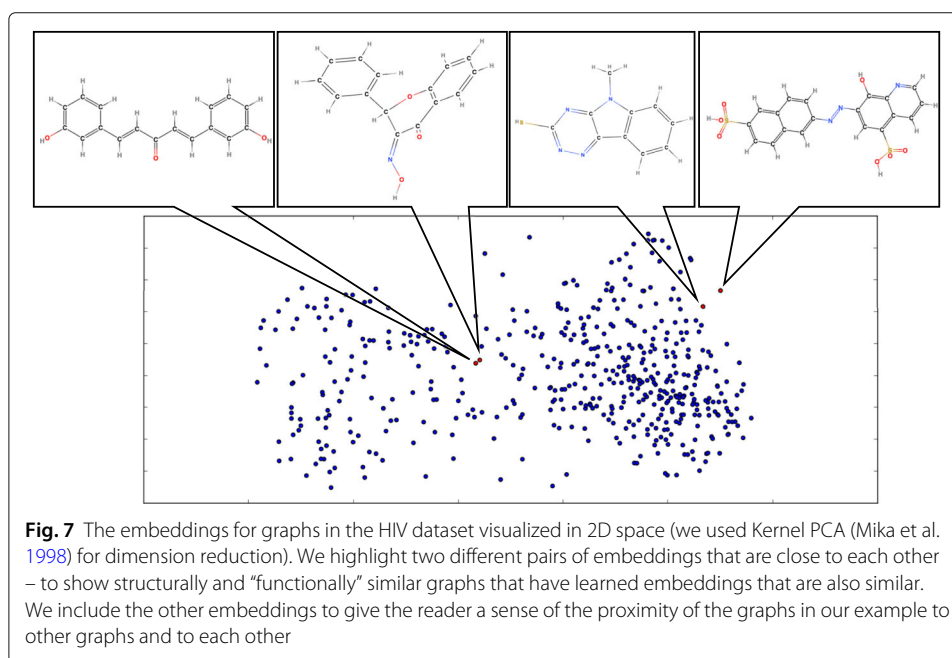 Fig. 7 The embeddings for graphs in the HIV dataset visualized in 2D space (we used Kernel PCA (Mika et al.
1998) for dimension reduction). We highlight two different pairs of embeddings that are close to each other
– to show structurally and “functionally” similar graphs that have learned embeddings that are also similar.
We include the other embeddings to give the reader a sense of the proximity of the graphs in our example to
other graphs and to each other